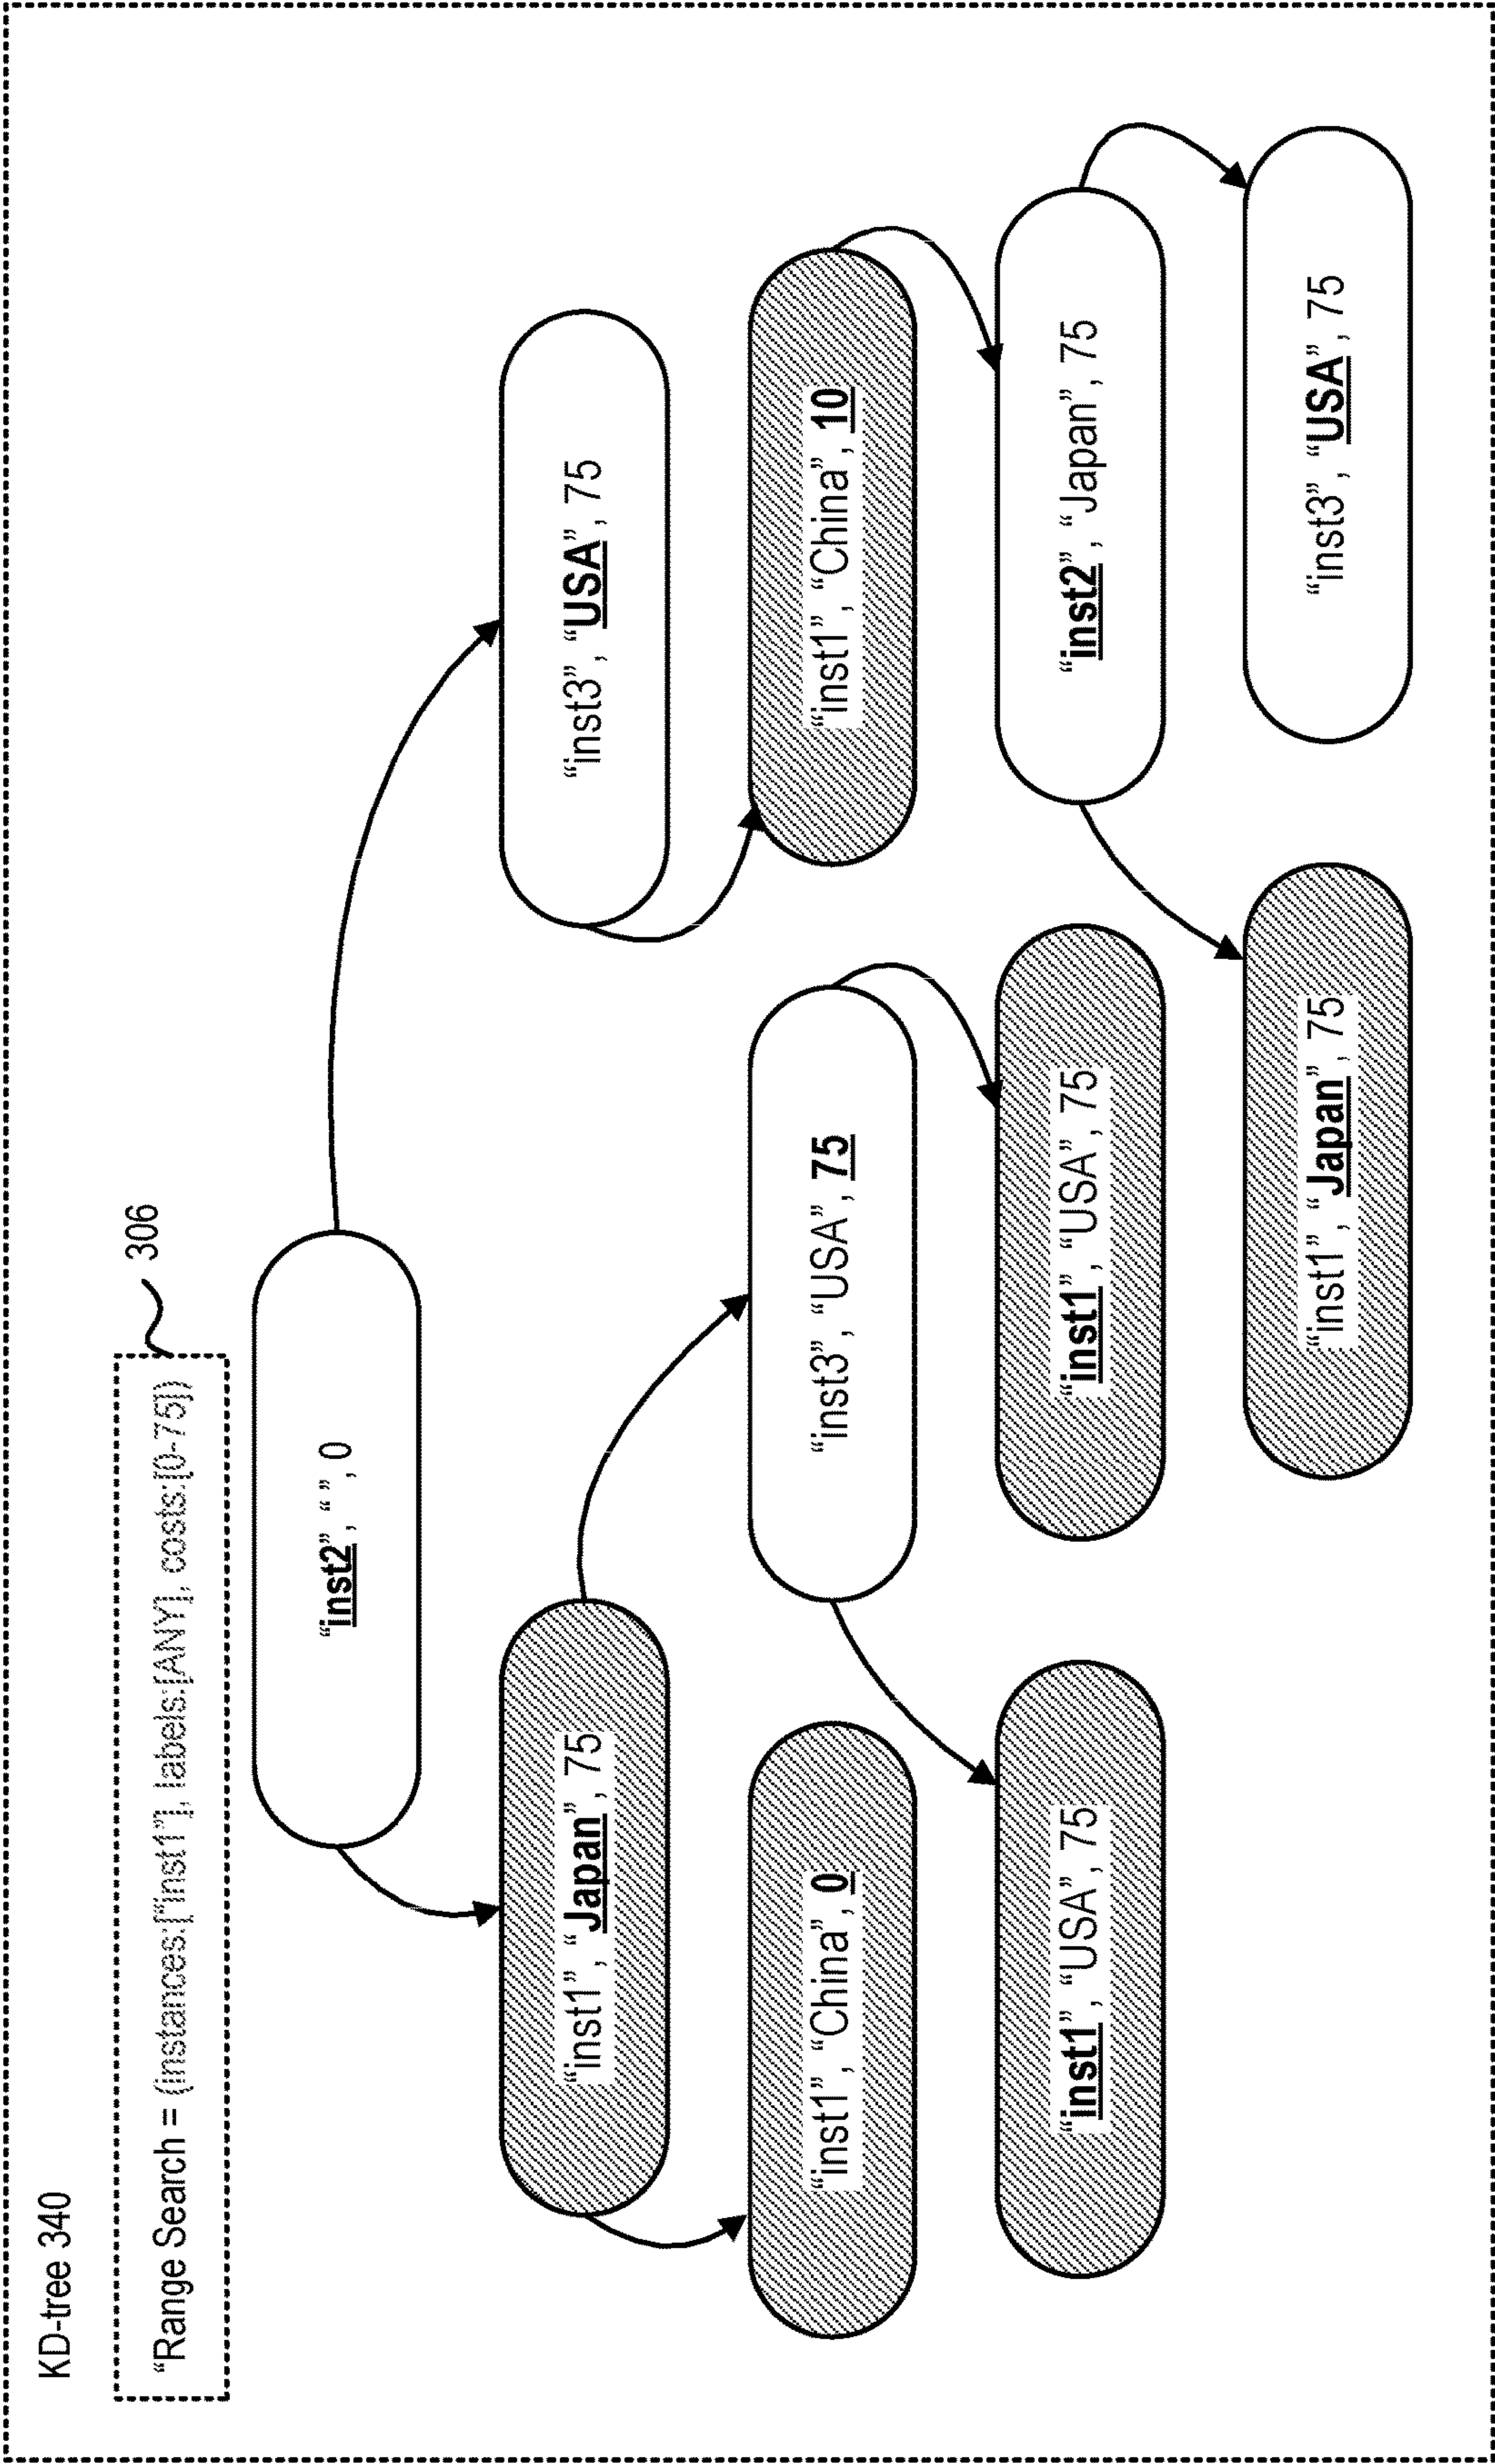 KD-tree 340
“Range Search = (instances:[“inst1”], labels:[ANY], costs:[0-75])
306
“inst2”, “ ”, 0
“inst1”, “Japan”, 75
“inst3”, “USA”, 75
“inst1”, “China”, 0
“inst3”, “USA”, 75
“inst1”, “China”, 10
“inst1”, “USA”, 75
“inst1”, “USA”, 75
“inst2”, “Japan”, 75
“inst1”, “Japan”, 75
“inst3”, “USA”, 75